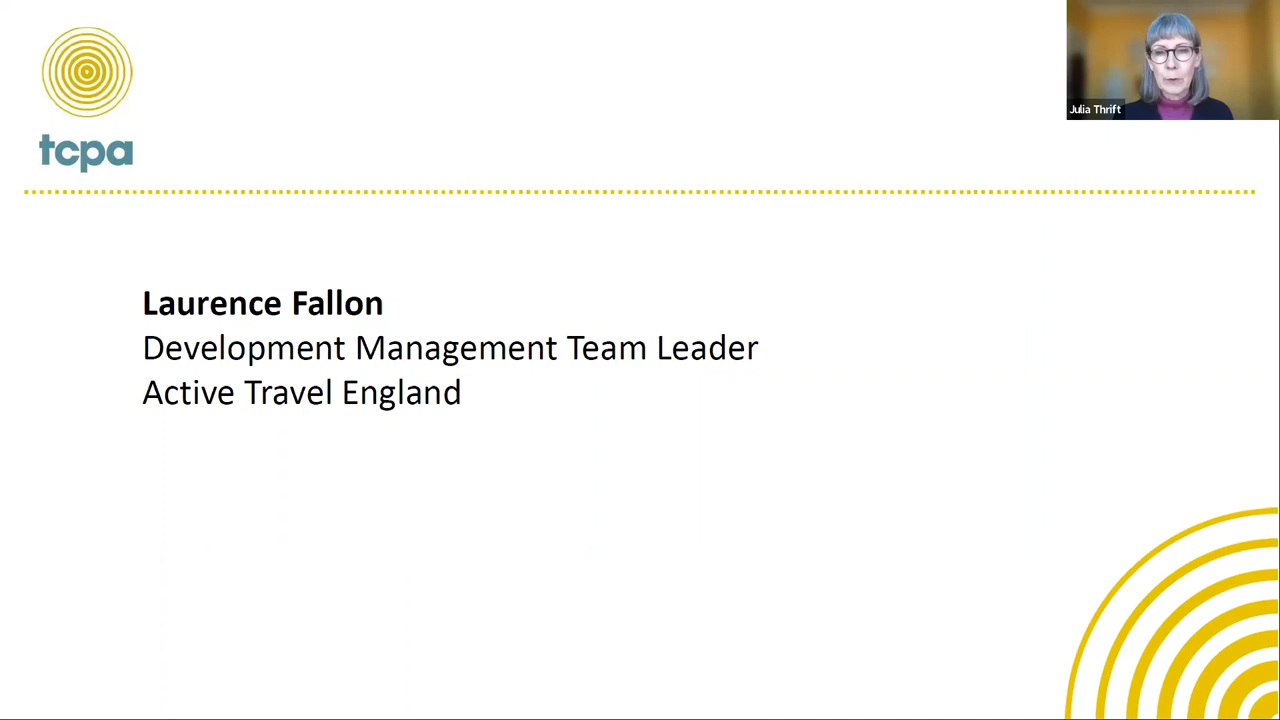 tcpa
Julia Thrift
Laurence Fallon
Development Management Team Leader
Active Travel England